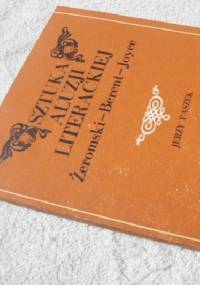 SZTUKA
ALUZJI
LITERACKIEJ
Żeromski – Berent – Joyce
JERZY PASZEK